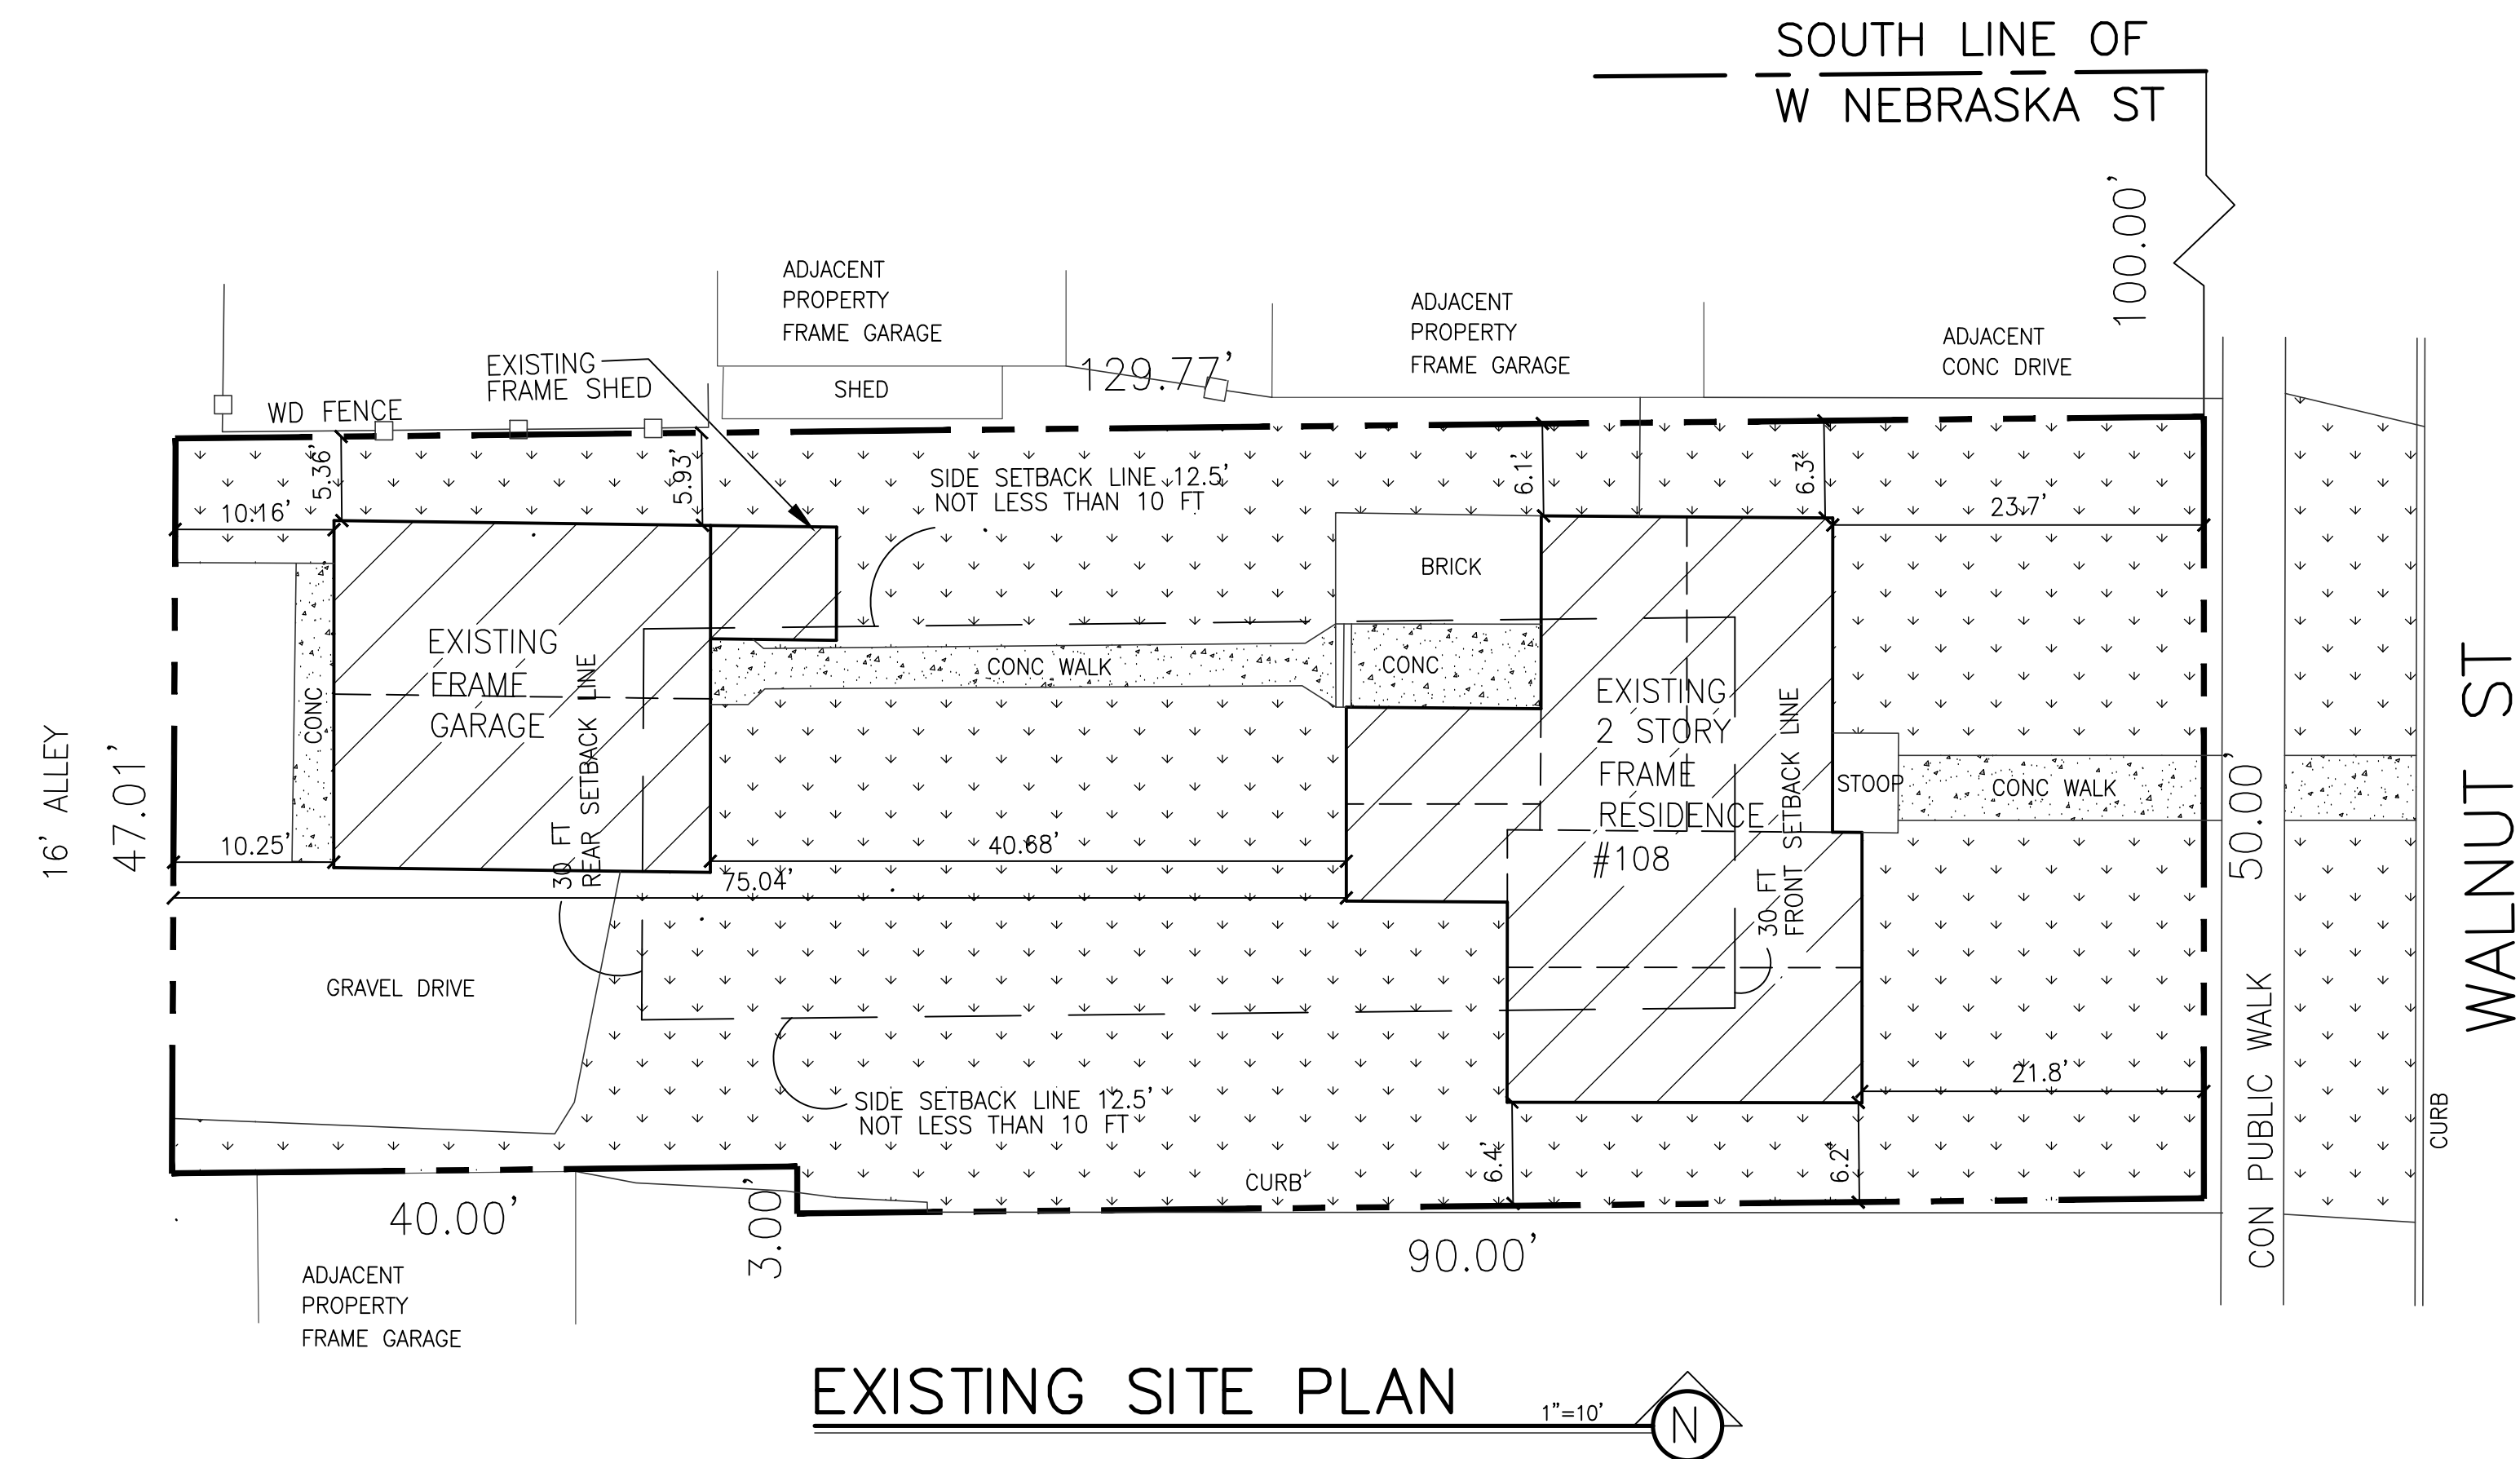 SOUTH LINE OF
W NEBRASKA ST
100.00'
ADJACENT
PROPERTY
FRAME GARAGE
ADJACENT
PROPERTY
FRAME GARAGE
ADJACENT
CONC DRIVE
EXISTING
FRAME SHED
SHED
129.77'
WD FENCE
5.36'
5.93'
6.1'
6.3'
SIDE SETBACK LINE 12.5'
NOT LESS THAN 10 FT
10.16'
23.7'
BRICK
EXISTING
FRAME
GARAGE
CONC
30 FT
REAR SETBACK LINE
CONC WALK
CONC
EXISTING
2 STORY
FRAME
RESIDENCE
#108
30 FT
FRONT SETBACK LINE
STOOP
CONC WALK
16' ALLEY
47.01'
50.00'
WALNUT ST
10.25'
40.68'
75.04'
GRAVEL DRIVE
SIDE SETBACK LINE 12.5'
NOT LESS THAN 10 FT
21.8'
6.4'
6.2'
CURB
CON PUBLIC WALK
CURB
40.00'
3.00'
90.00'
ADJACENT
PROPERTY
FRAME GARAGE
EXISTING SITE PLAN
1"=10'
N